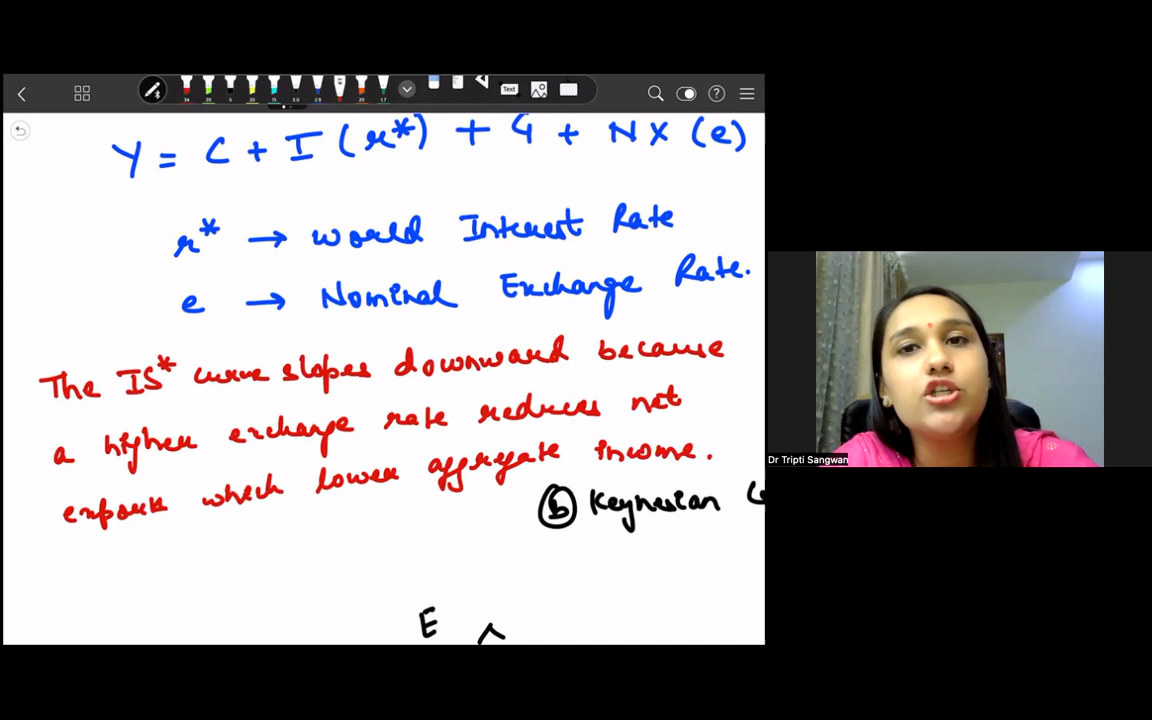 Text
Y = C + I (r*) + G + NX (e)
r* → World Interest Rate
e → Nominal Exchange Rate.
The IS* curve slopes downward because
a higher exchange rate reduces net
exports which lower aggregate income.
b Keynesian
E
Dr Tripti Sangwan